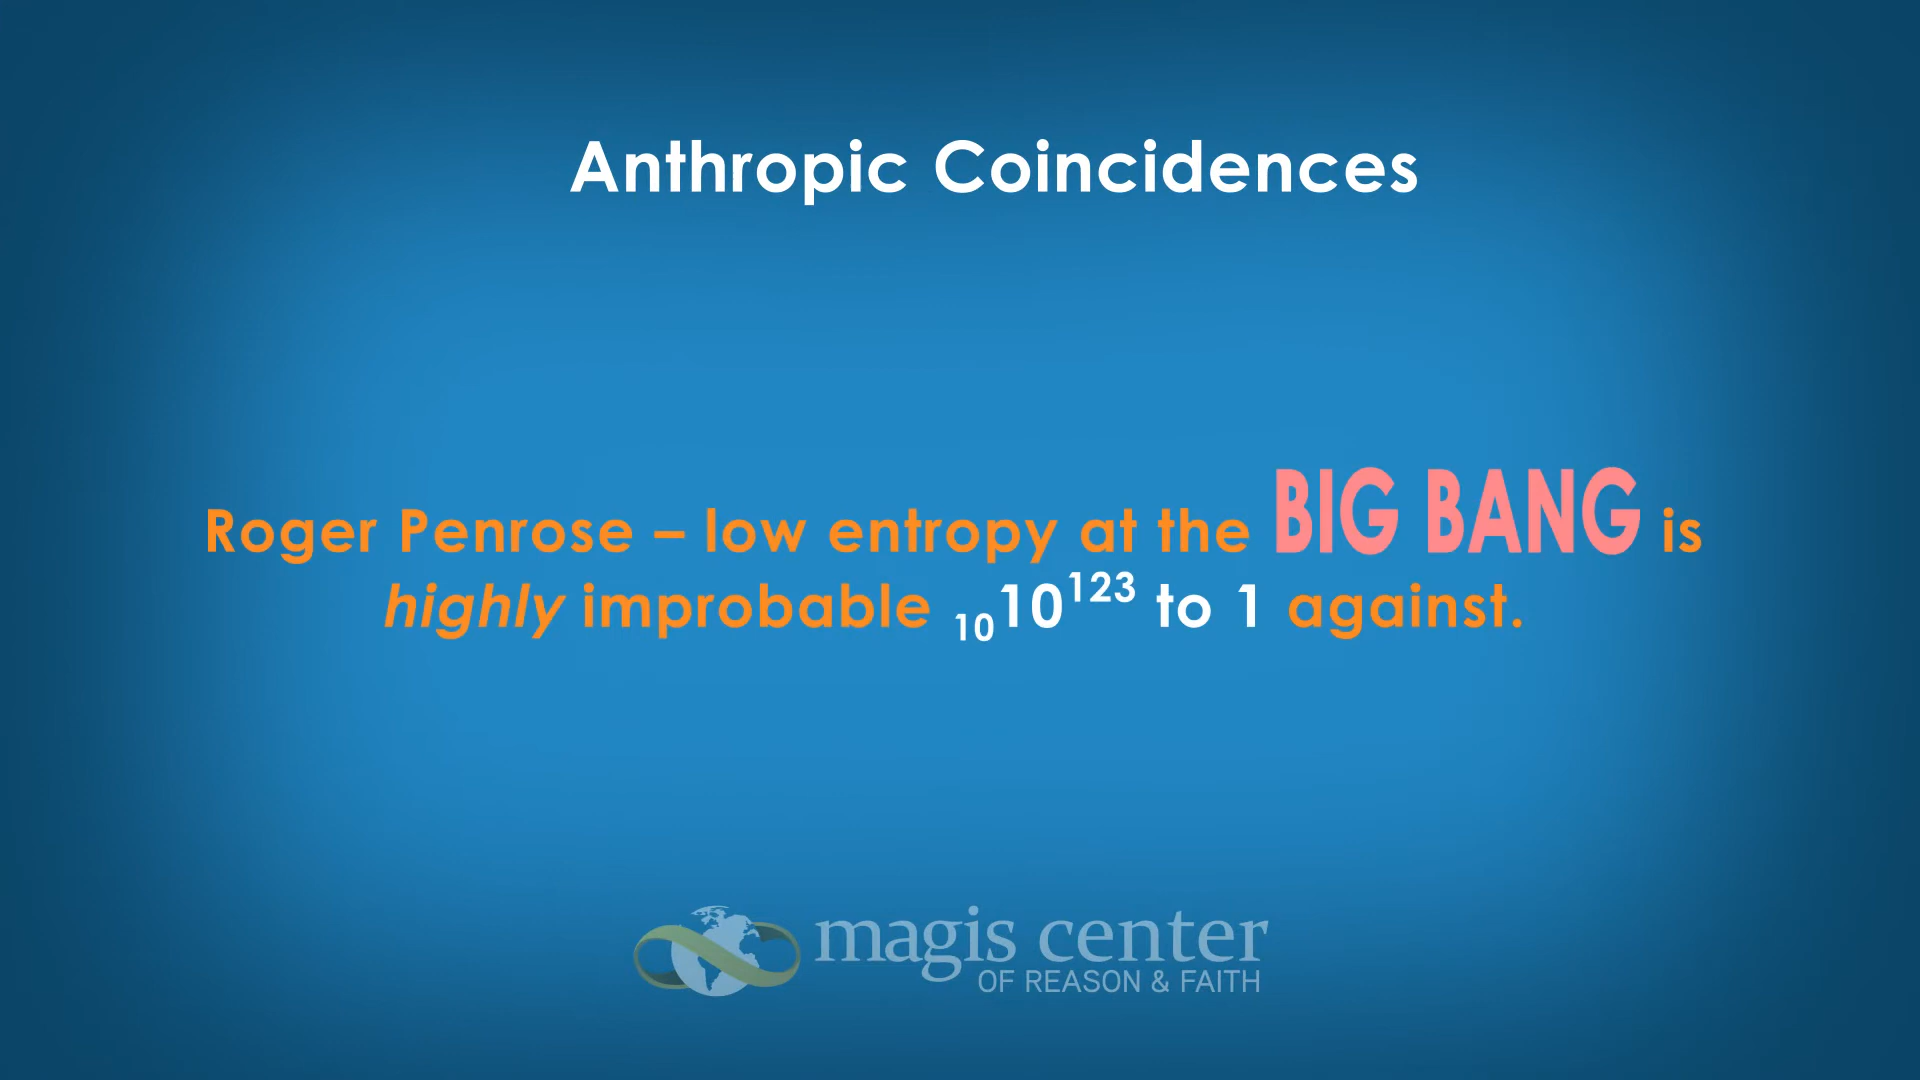 Anthropic Coincidences
Roger Penrose – low entropy at the BIG BANG is
highly improbable ₁₀10¹²³ to 1 against.
magis center
OF REASON & FAITH